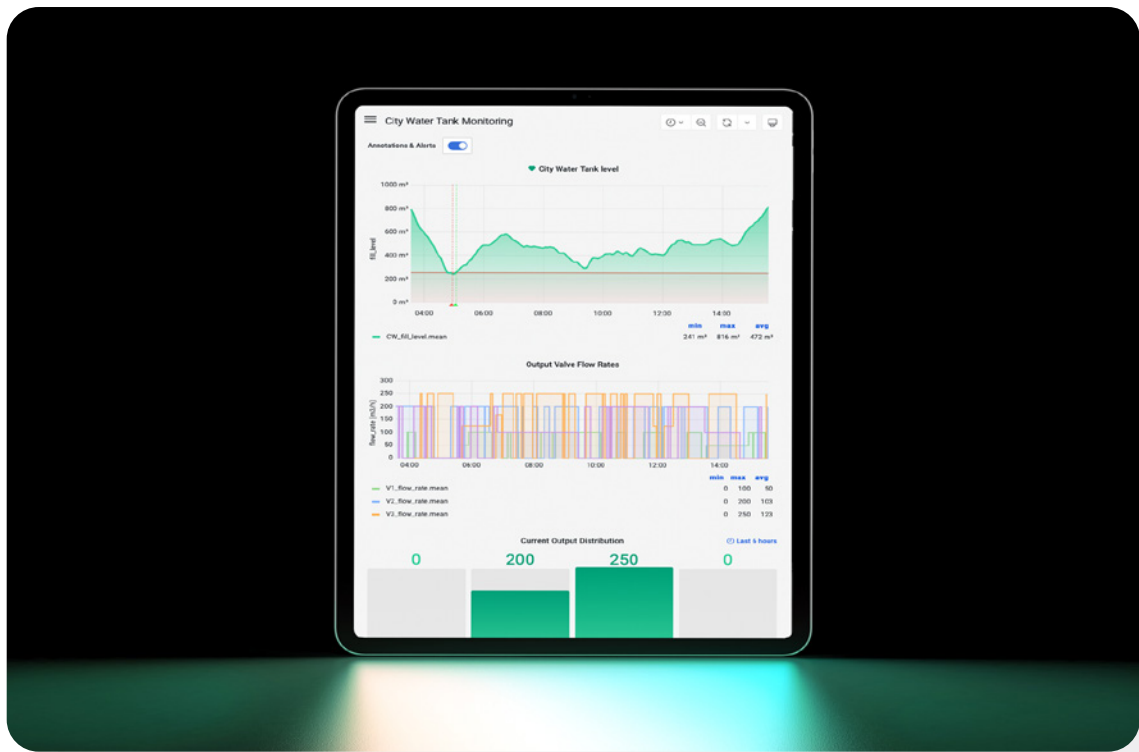 City Water Tank Monitoring
Annotations & Alerts
City Water Tank level
1000 m³
800 m³
600 m³
400 m³
200 m³
0 m³
fill_level
04:00 06:00 08:00 10:00 12:00 14:00
min max avg
CW_fill_level.mean 241 m³ 816 m³ 472 m³
Output Valve Flow Rates
300
250
200
150
100
50
0
flow_rate [m3/s]
04:00 06:00 08:00 10:00 12:00 14:00
min max avg
V1_flow_rate.mean 0 100 50
V2_flow_rate.mean 0 200 103
V3_flow_rate.mean 0 250 123
Current Output Distribution Last 6 hours
0 200 250 0